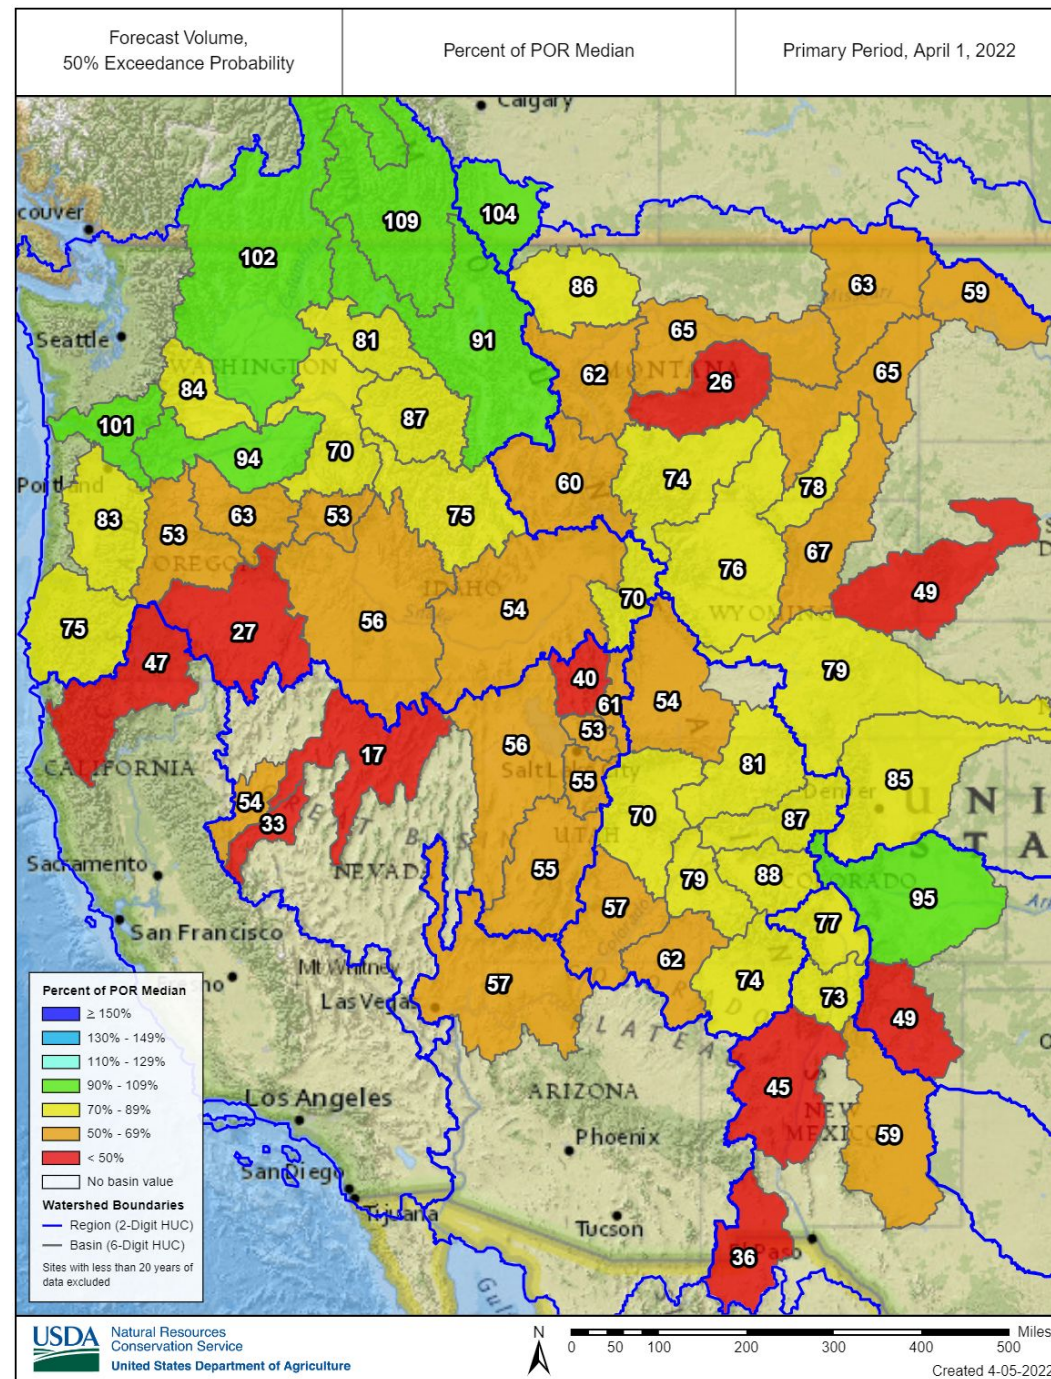 Forecast Volume,
50% Exceedance Probability
Percent of POR Median
Primary Period, April 1, 2022
Calgary
couver
109
104
102
86
63
59
Seattle
81
65
91
WASHINGTON
62
MONTANA
26
65
84
87
101
94
70
60
74
78
Portland
83
53
63
53
75
67
OREGON
IDAHO
76
49
75
27
56
54
70
WYOMING
47
40
79
61
54
53
CALIFORNIA
17
56
Salt Lake City
81
85
55
Denver
UNI
54
33
GREAT BASIN
UTAH
70
87
STA
Sacramento
NEVADA
55
79
88
COLORADO
95
San Francisco
57
77
Mt Whitney
62
74
73
Las Vegas
57
49
PLATEA
Los Angeles
ARIZONA
45
NEW
MEXICO
59
Phoenix
San Diego
Tijuana
Tucson
El Paso
36
Percent of POR Median
≥ 150%
130% - 149%
110% - 129%
90% - 109%
70% - 89%
50% - 69%
< 50%
No basin value
Watershed Boundaries
Region (2-Digit HUC)
Basin (6-Digit HUC)
Sites with less than 20 years of
data excluded
USDA
Natural Resources
Conservation Service
United States Department of Agriculture
N
0 50 100 200 300 400 500 Miles
Created 4-05-2022